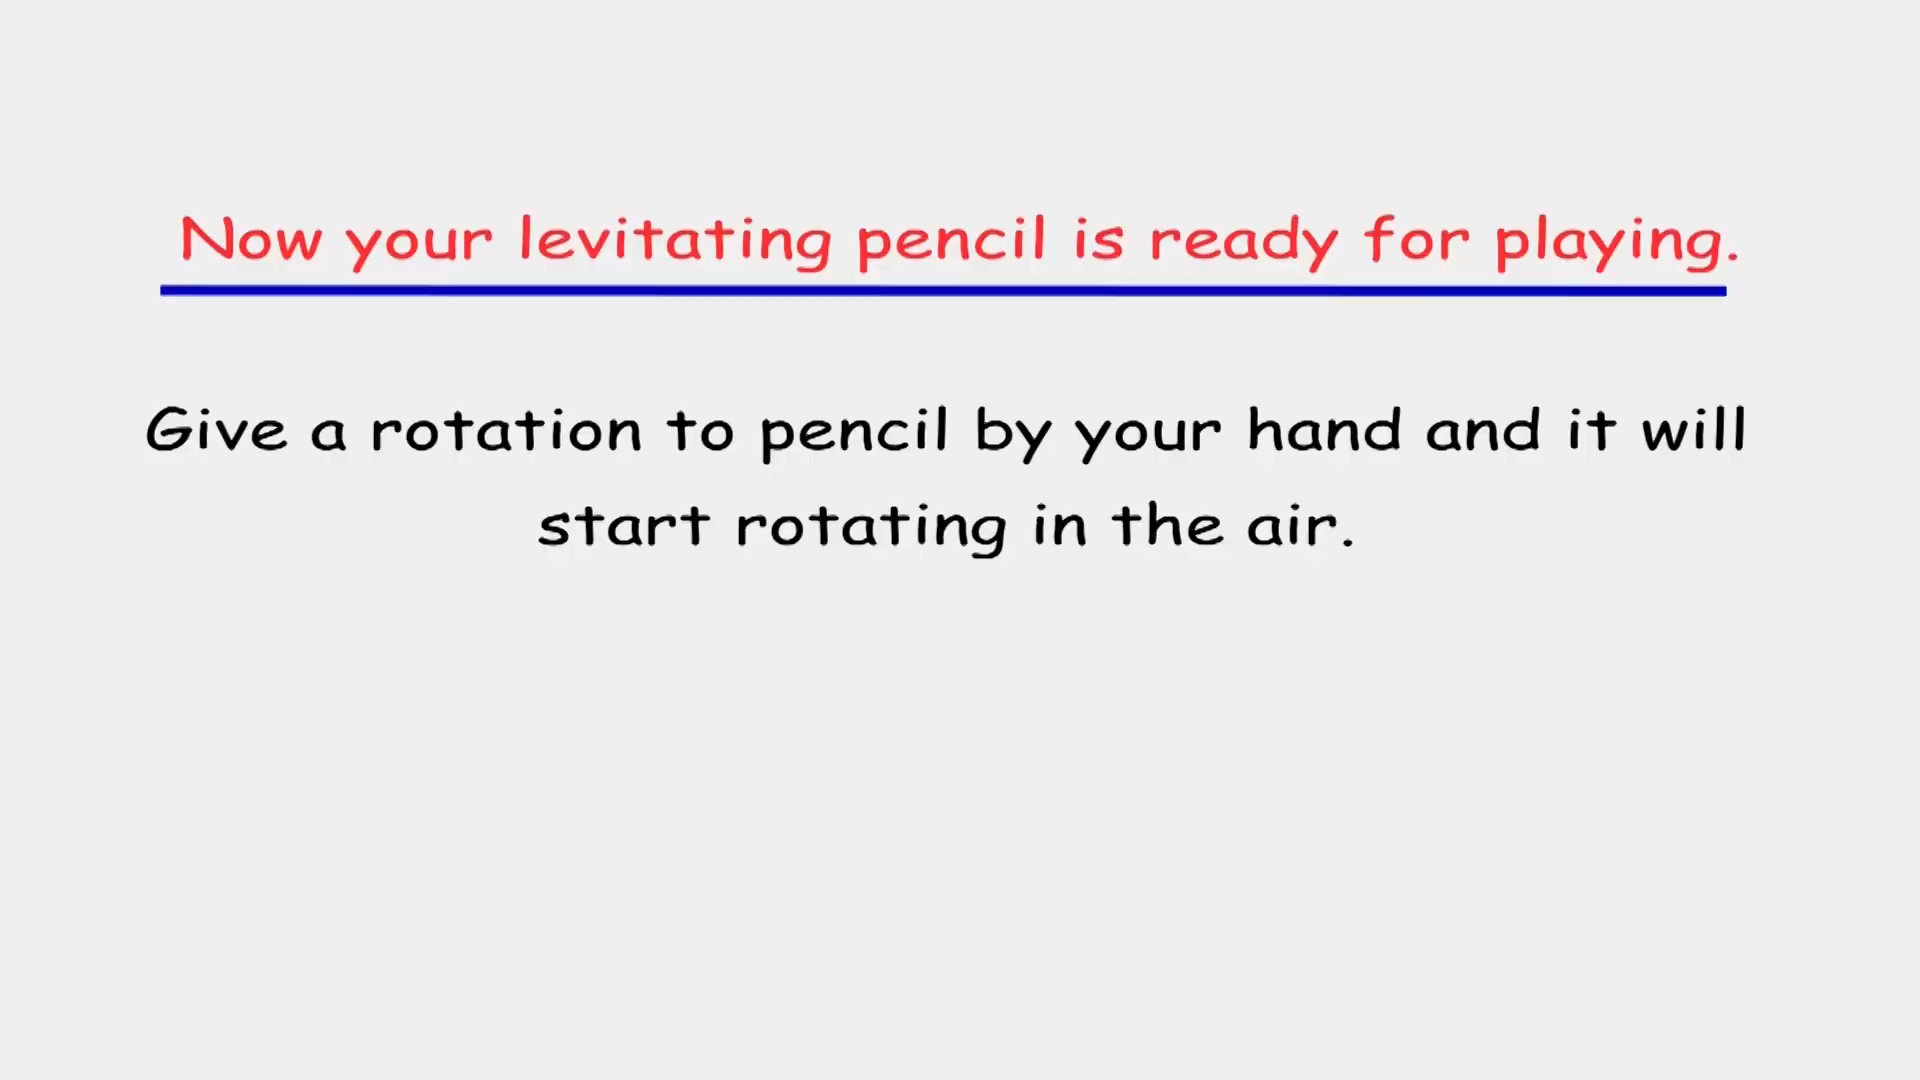 Now your levitating pencil is ready for playing.
Give a rotation to pencil by your hand and it will
start rotating in the air.